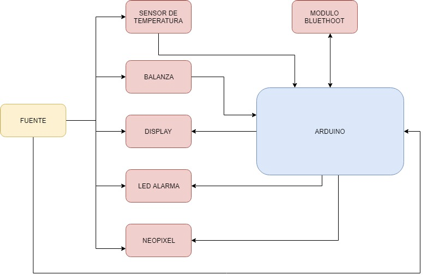 SENSOR DE
TEMPERATURA
MODULO
BLUETHOOT
BALANZA
FUENTE
DISPLAY
ARDUINO
LED ALARMA
NEOPIXEL